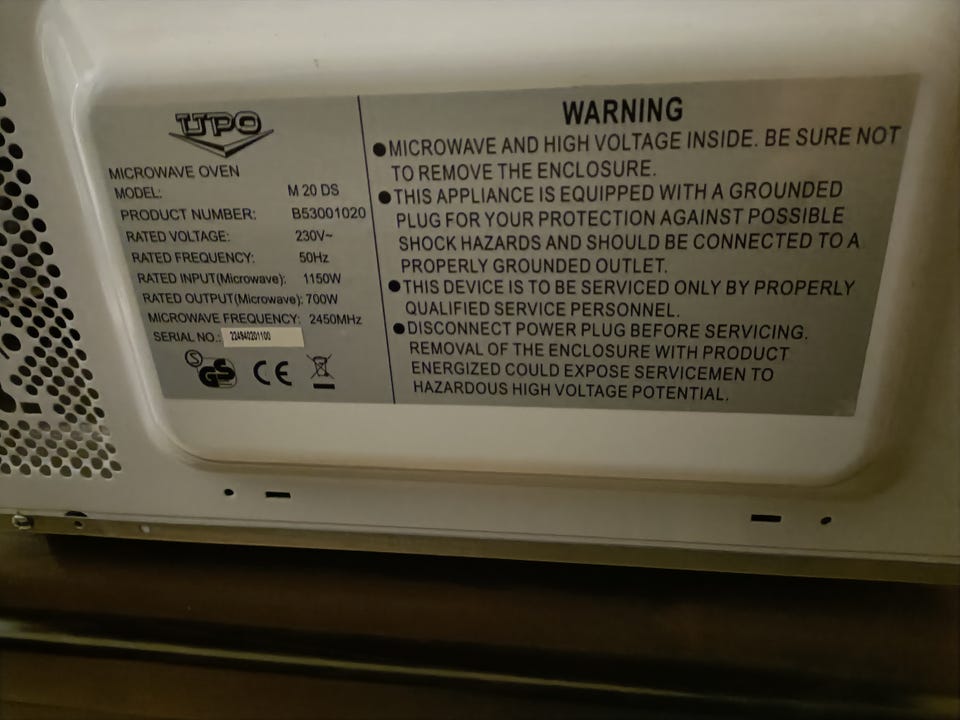 UPO
MICROWAVE OVEN
MODEL: M 20 DS
PRODUCT NUMBER: B53001020
RATED VOLTAGE: 230V~
RATED FREQUENCY: 50Hz
RATED INPUT(Microwave): 1150W
RATED OUTPUT(Microwave): 700W
MICROWAVE FREQUENCY: 2450MHz
SERIAL NO.: 224940201100
S GS CE
WARNING
●MICROWAVE AND HIGH VOLTAGE INSIDE. BE SURE NOT
TO REMOVE THE ENCLOSURE.
●THIS APPLIANCE IS EQUIPPED WITH A GROUNDED
PLUG FOR YOUR PROTECTION AGAINST POSSIBLE
SHOCK HAZARDS AND SHOULD BE CONNECTED TO A
PROPERLY GROUNDED OUTLET.
●THIS DEVICE IS TO BE SERVICED ONLY BY PROPERLY
QUALIFIED SERVICE PERSONNEL.
●DISCONNECT POWER PLUG BEFORE SERVICING.
REMOVAL OF THE ENCLOSURE WITH PRODUCT
ENERGIZED COULD EXPOSE SERVICEMEN TO
HAZARDOUS HIGH VOLTAGE POTENTIAL.